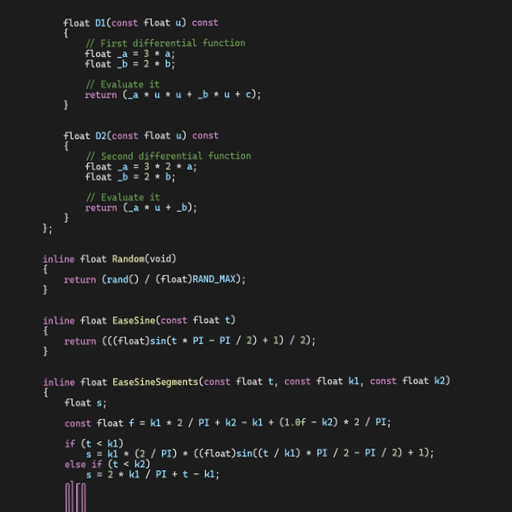 float D1(const float u) const
{
// First differential function
float _a = 3 * a;
float _b = 2 * b;
// Evaluate it
return (_a * u * u + _b * u + c);
}
float D2(const float u) const
{
// Second differential function
float _a = 3 * 2 * a;
float _b = 2 * b;
// Evaluate it
return (_a * u + _b);
}
};
inline float Random(void)
{
return (rand() / (float)RAND_MAX);
}
inline float EaseSine(const float t)
{
return (((float)sin(t * PI - PI / 2) + 1) / 2);
}
inline float EaseSineSegments(const float t, const float k1, const float k2)
{
float s;
const float f = k1 * 2 / PI + k2 - k1 + (1.0f - k2) * 2 / PI;
if (t < k1)
s = k1 * (2 / PI) * ((float)sin((t / k1) * PI / 2 - PI / 2) + 1);
else if (t < k2)
s = 2 * k1 / PI + t - k1;